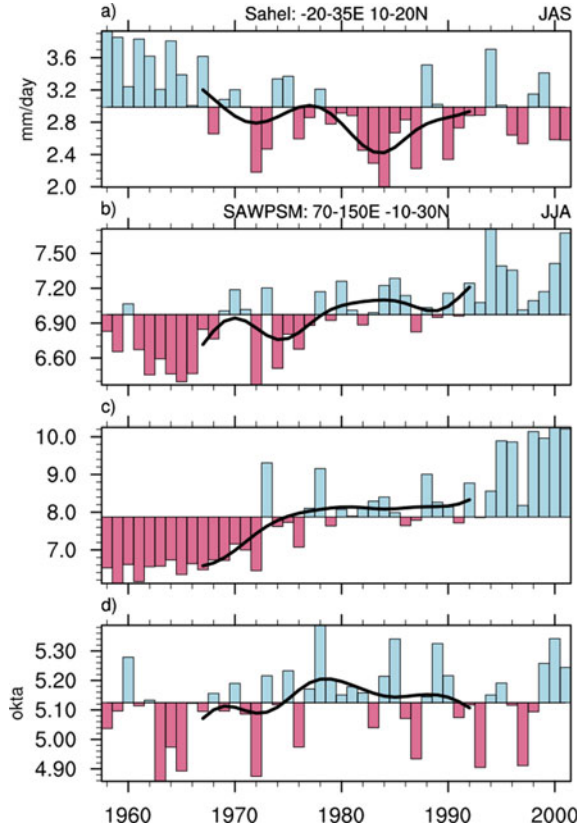 a) Sahel: -20-35E 10-20N JAS
3.6
3.2
2.8
2.4
2.0
mm/day
b) SAWPSM: 70-150E -10-30N JJA
7.50
7.20
6.90
6.60
c)
10.0
9.0
8.0
7.0
d)
5.30
5.20
5.10
5.00
4.90
okta
1960 1970 1980 1990 2000